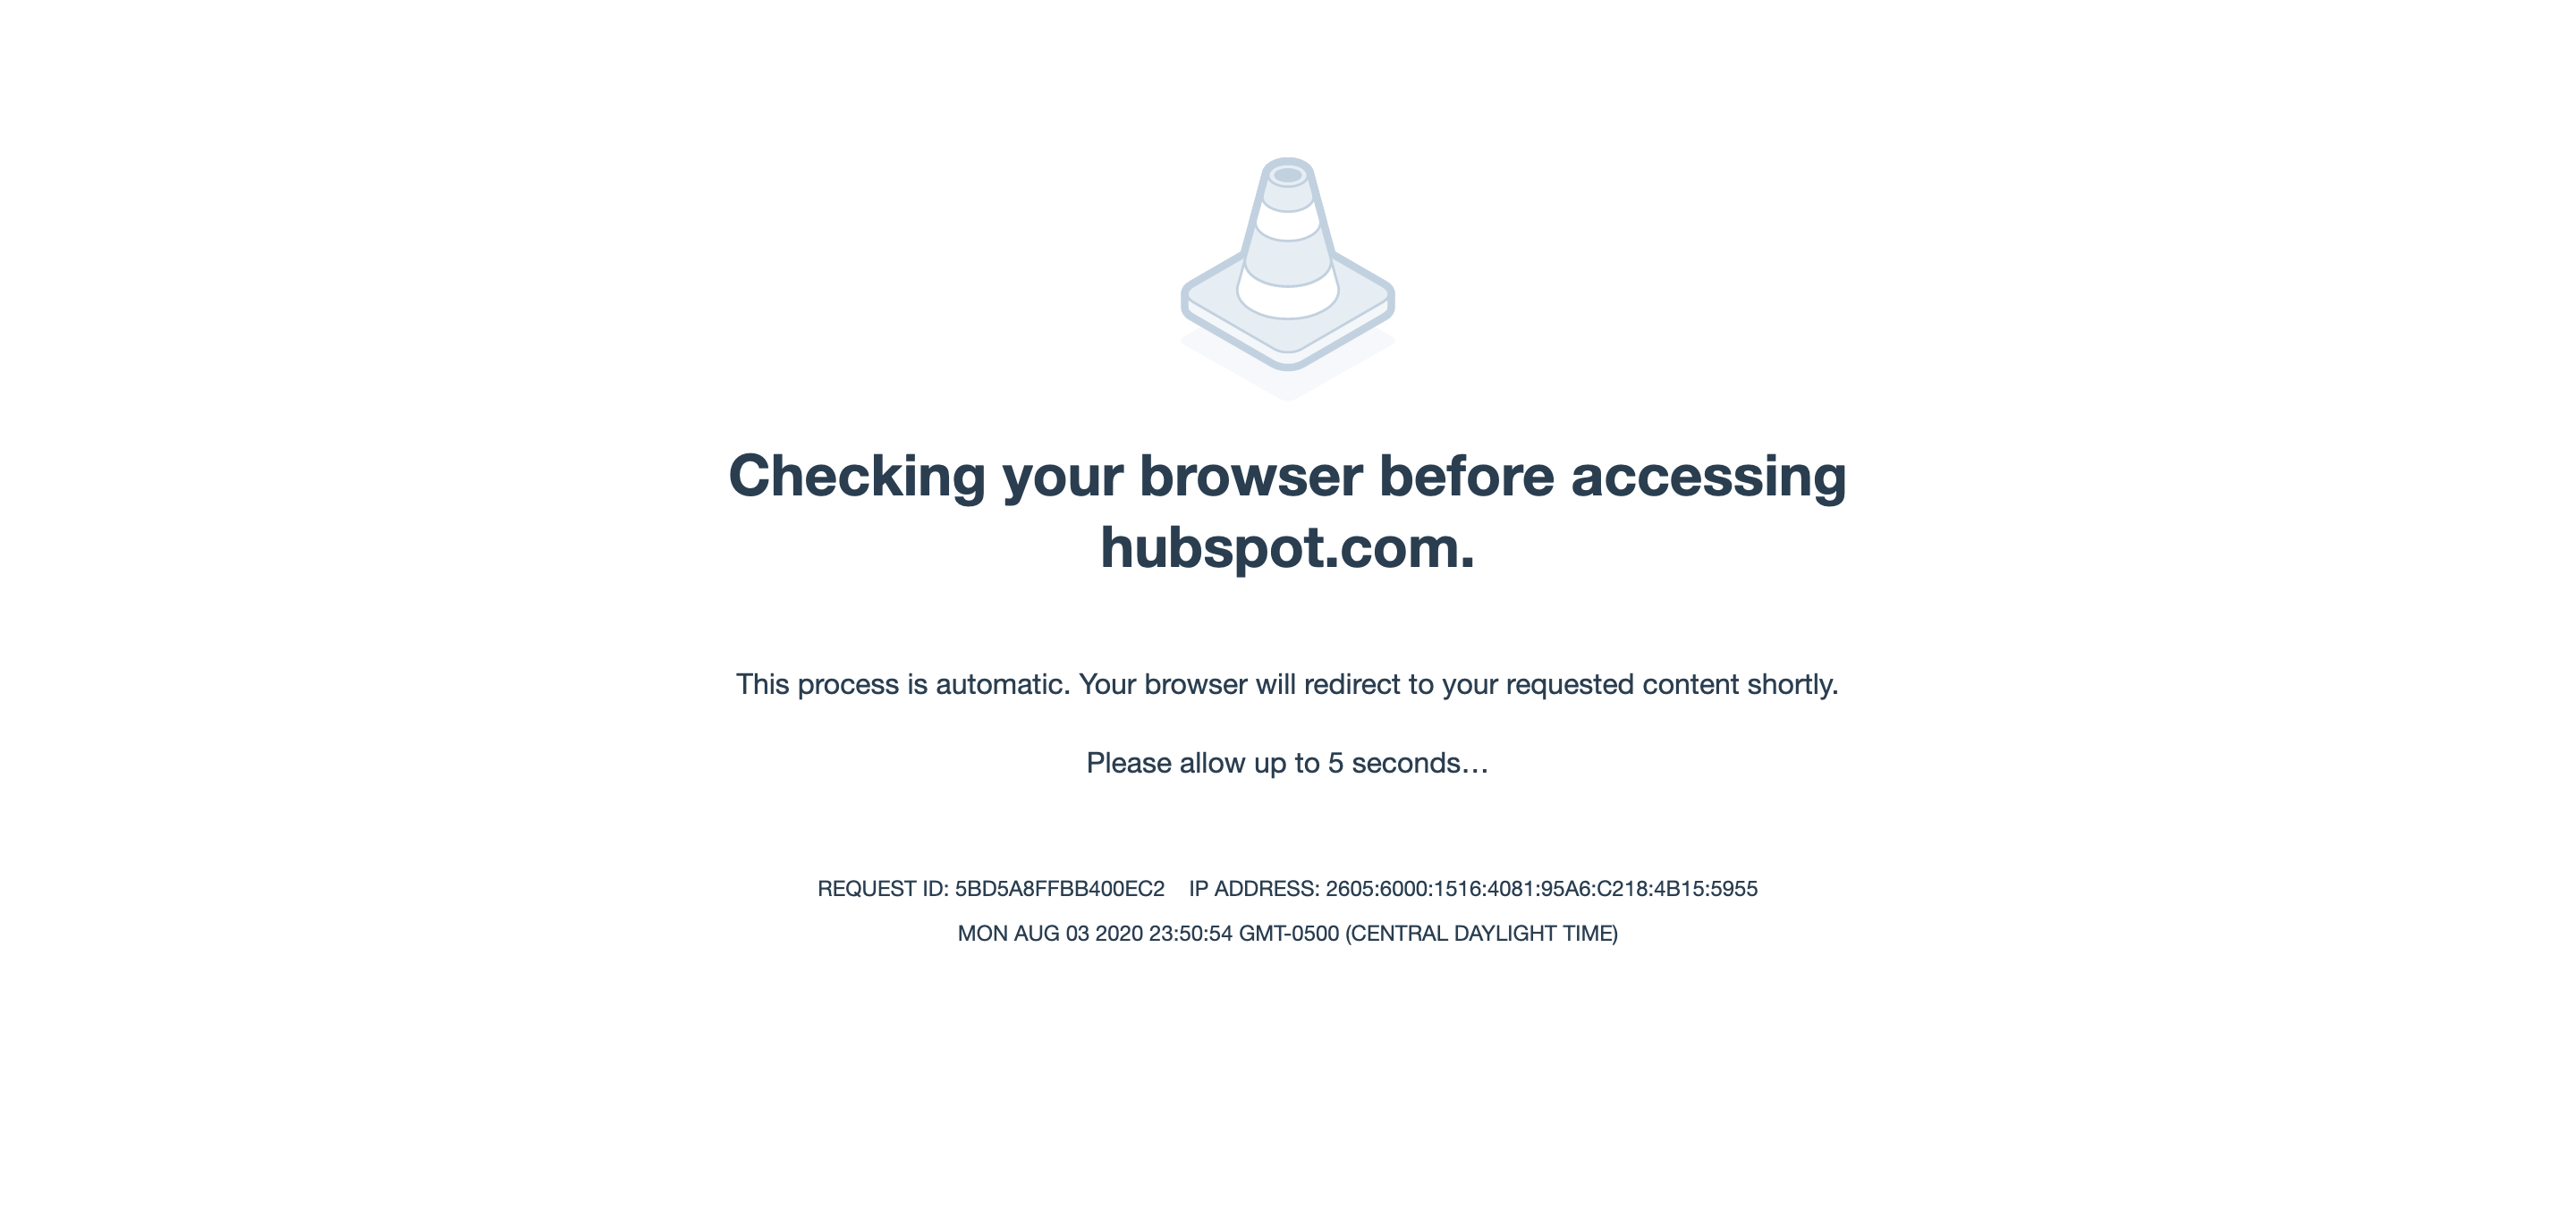 Checking your browser before accessing
hubspot.com.
This process is automatic. Your browser will redirect to your requested content shortly.
Please allow up to 5 seconds...
REQUEST ID: 5BD5A8FFBB400EC2 IP ADDRESS: 2605:6000:1516:4081:95A6:C218:4B15:5955
MON AUG 03 2020 23:50:54 GMT-0500 (CENTRAL DAYLIGHT TIME)